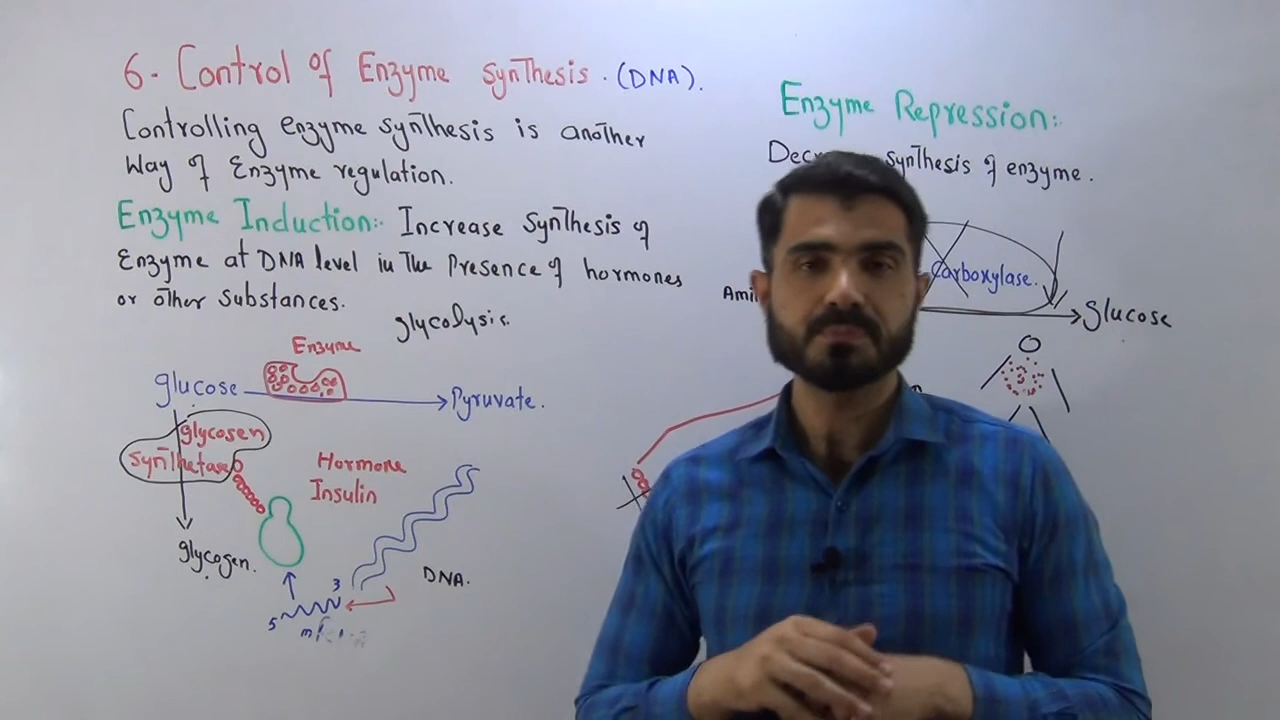 6. Control of Enzyme Synthesis. (DNA).
Controlling enzyme synthesis is another
Way of Enzyme regulation.
Enzyme Induction:- Increase Synthesis of
Enzyme at DNA level in The Presence of hormones
or other Substances.
glycolysis.
Enzyme
glucose
Pyruvate.
glycosen
Synthetase
Hormone
Insulin
glycogen.
DNA.
3
5
Enzyme Repression:-
synthesis of enzyme.
Carboxylase.
Glucose